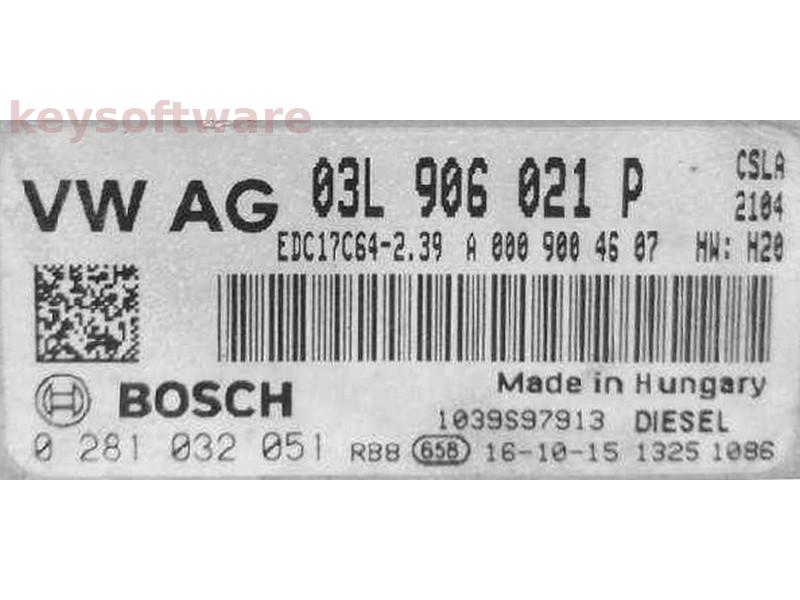 keysoftware
VW AG 03L 906 021 P CSLA
2104
EDC17C64-2.39 A 000 900 46 07 HW: H20
BOSCH Made in Hungary
1039S97913 DIESEL
0 281 032 051 RB8 658 16-10-15 1325 1086